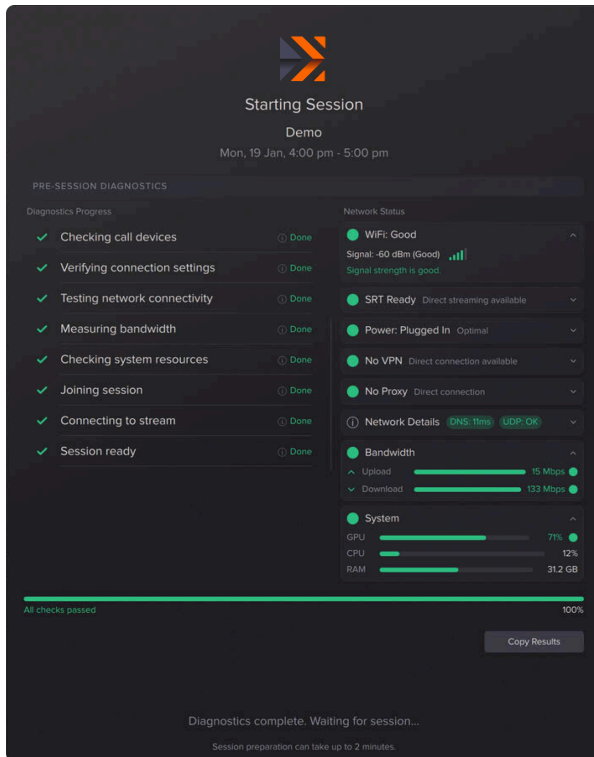 Starting Session
Demo
Mon, 19 Jan, 4:00 pm - 5:00 pm
PRE-SESSION DIAGNOSTICS
Diagnostics Progress
Checking call devices Done
Verifying connection settings Done
Testing network connectivity Done
Measuring bandwidth Done
Checking system resources Done
Joining session Done
Connecting to stream Done
Session ready Done
Network Status
WiFi: Good
Signal: -60 dBm (Good)
Signal strength is good.
SRT Ready Direct streaming available
Power: Plugged In Optimal
No VPN Direct connection available
No Proxy Direct connection
Network Details DNS: 11ms UDP: OK
Bandwidth
Upload 15 Mbps
Download 133 Mbps
System
GPU 71%
CPU 12%
RAM 31.2 GB
All checks passed 100%
Copy Results
Diagnostics complete. Waiting for session...
Session preparation can take up to 2 minutes.